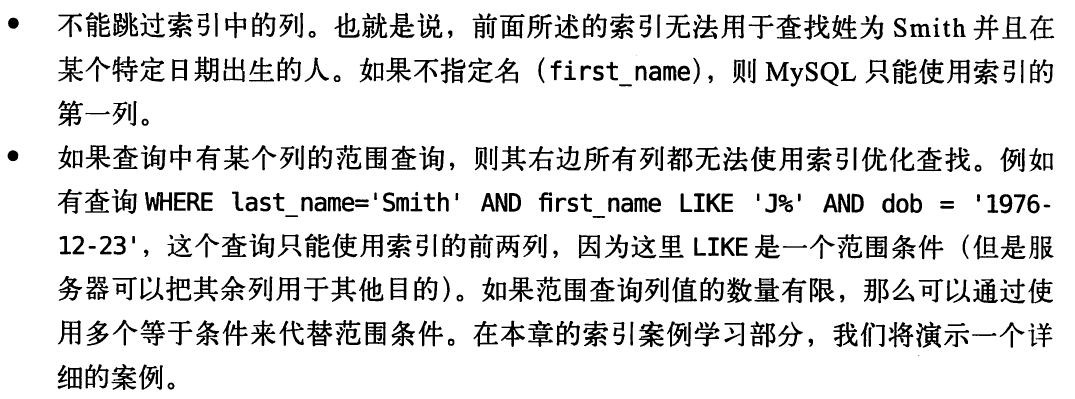 • 不能跳过索引中的列。也就是说，前面所述的索引无法用于查找姓为 Smith 并且在
某个特定日期出生的人。如果不指定名（first_name），则 MySQL 只能使用索引的
第一列。
• 如果查询中有某个列的范围查询，则其右边所有列都无法使用索引优化查找。例如
有查询 WHERE last_name='Smith' AND first_name LIKE 'J%' AND dob = '1976-
12-23'，这个查询只能使用索引的前两列，因为这里 LIKE 是一个范围条件（但是服
务器可以把其余列用于其他目的）。如果范围查询列值的数量有限，那么可以通过使
用多个等于条件来代替范围条件。在本章的索引案例学习部分，我们将演示一个详
细的案例。